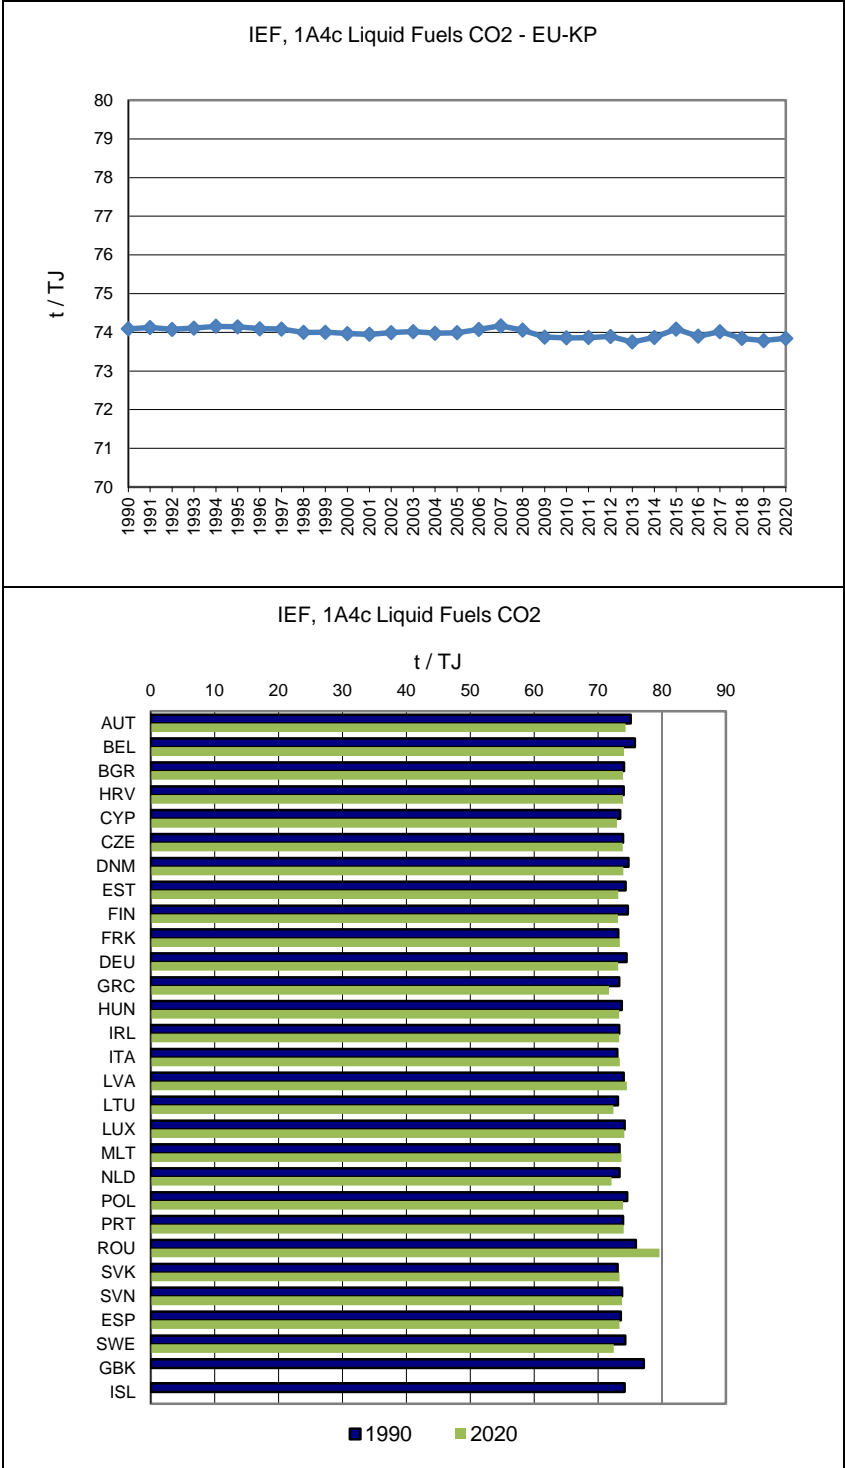 IEF, 1A4c Liquid Fuels CO2 - EU-KP
t / TJ
80
79
78
77
76
75
74
73
72
71
70
1990 1991 1992 1993 1994 1995 1996 1997 1998 1999 2000 2001 2002 2003 2004 2005 2006 2007 2008 2009 2010 2011 2012 2013 2014 2015 2016 2017 2018 2019 2020
IEF, 1A4c Liquid Fuels CO2
t / TJ
0 10 20 30 40 50 60 70 80 90
AUT
BEL
BGR
HRV
CYP
CZE
DNM
EST
FIN
FRK
DEU
GRC
HUN
IRL
ITA
LVA
LTU
LUX
MLT
NLD
POL
PRT
ROU
SVK
SVN
ESP
SWE
GBK
ISL
1990 2020